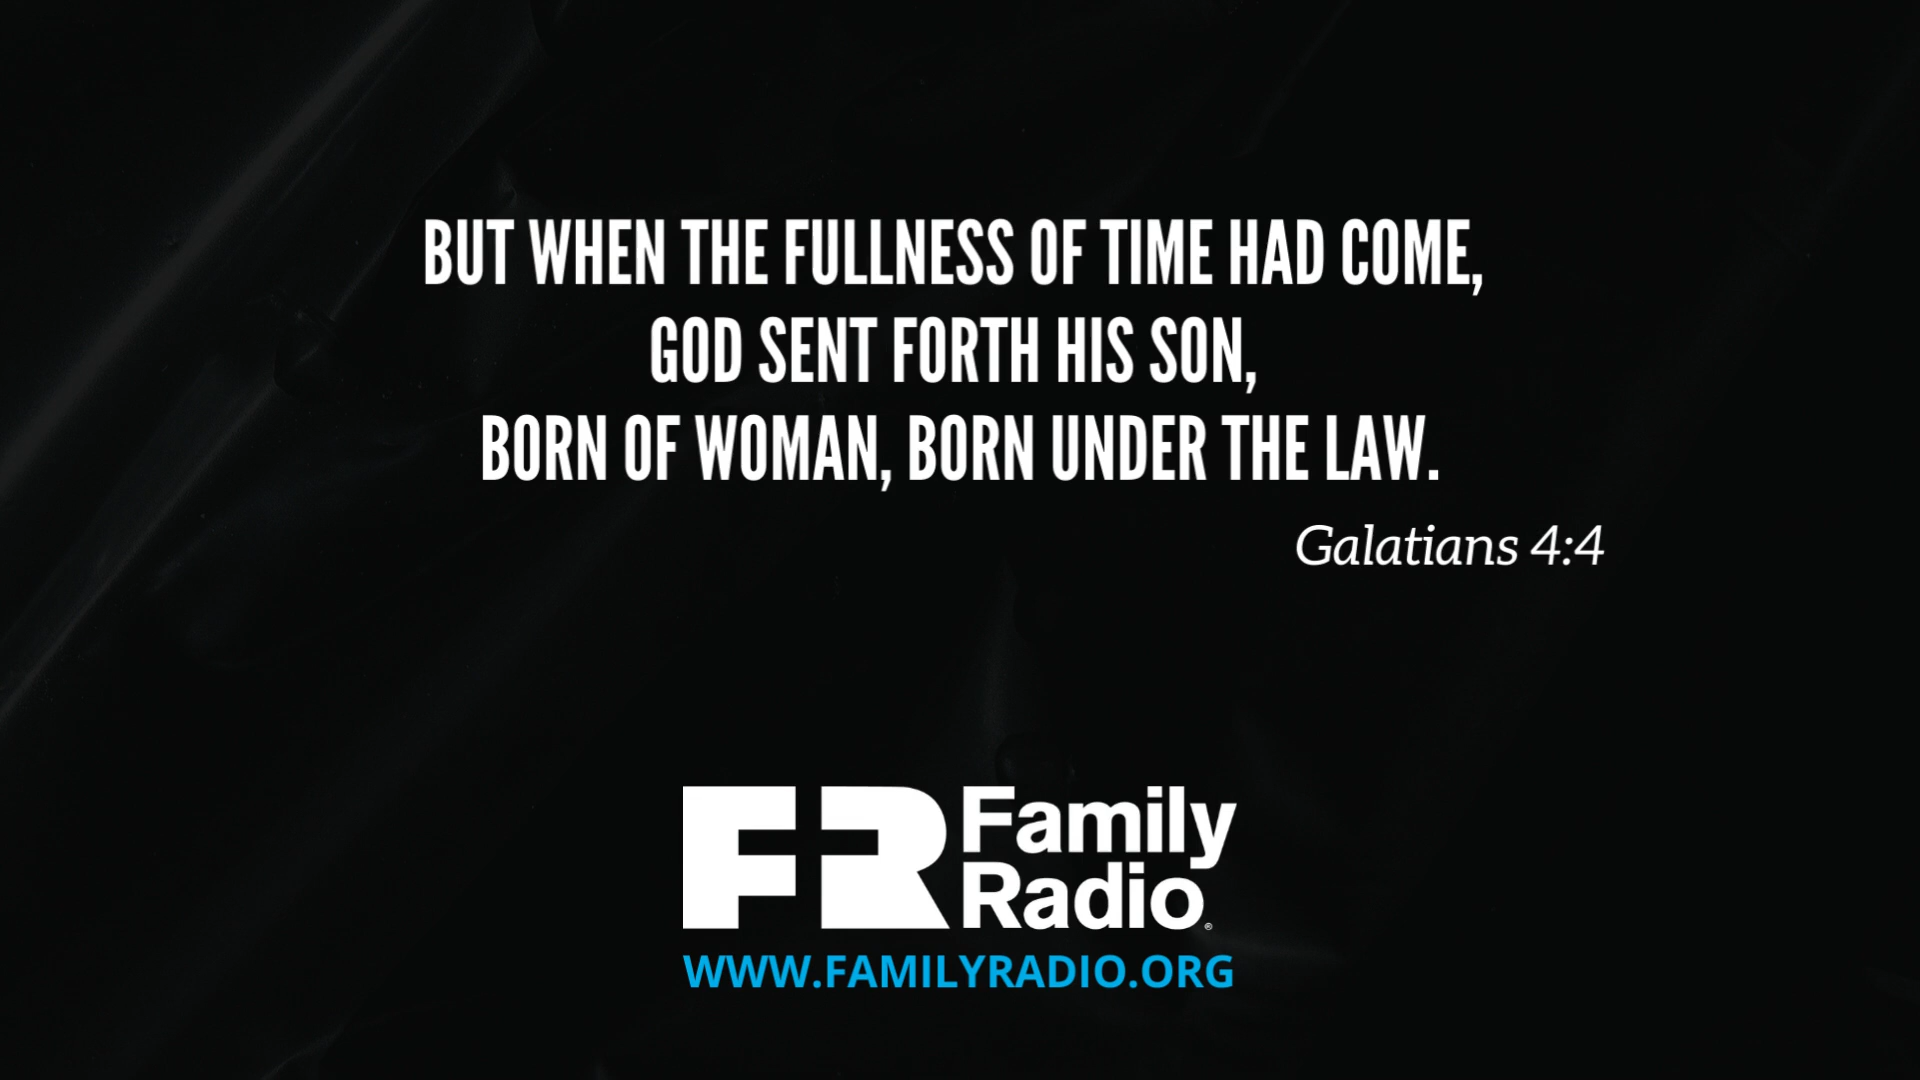 BUT WHEN THE FULLNESS OF TIME HAD COME,
GOD SENT FORTH HIS SON,
BORN OF WOMAN, BORN UNDER THE LAW.
Galatians 4:4
FR Family
Radio®
WWW.FAMILYRADIO.ORG